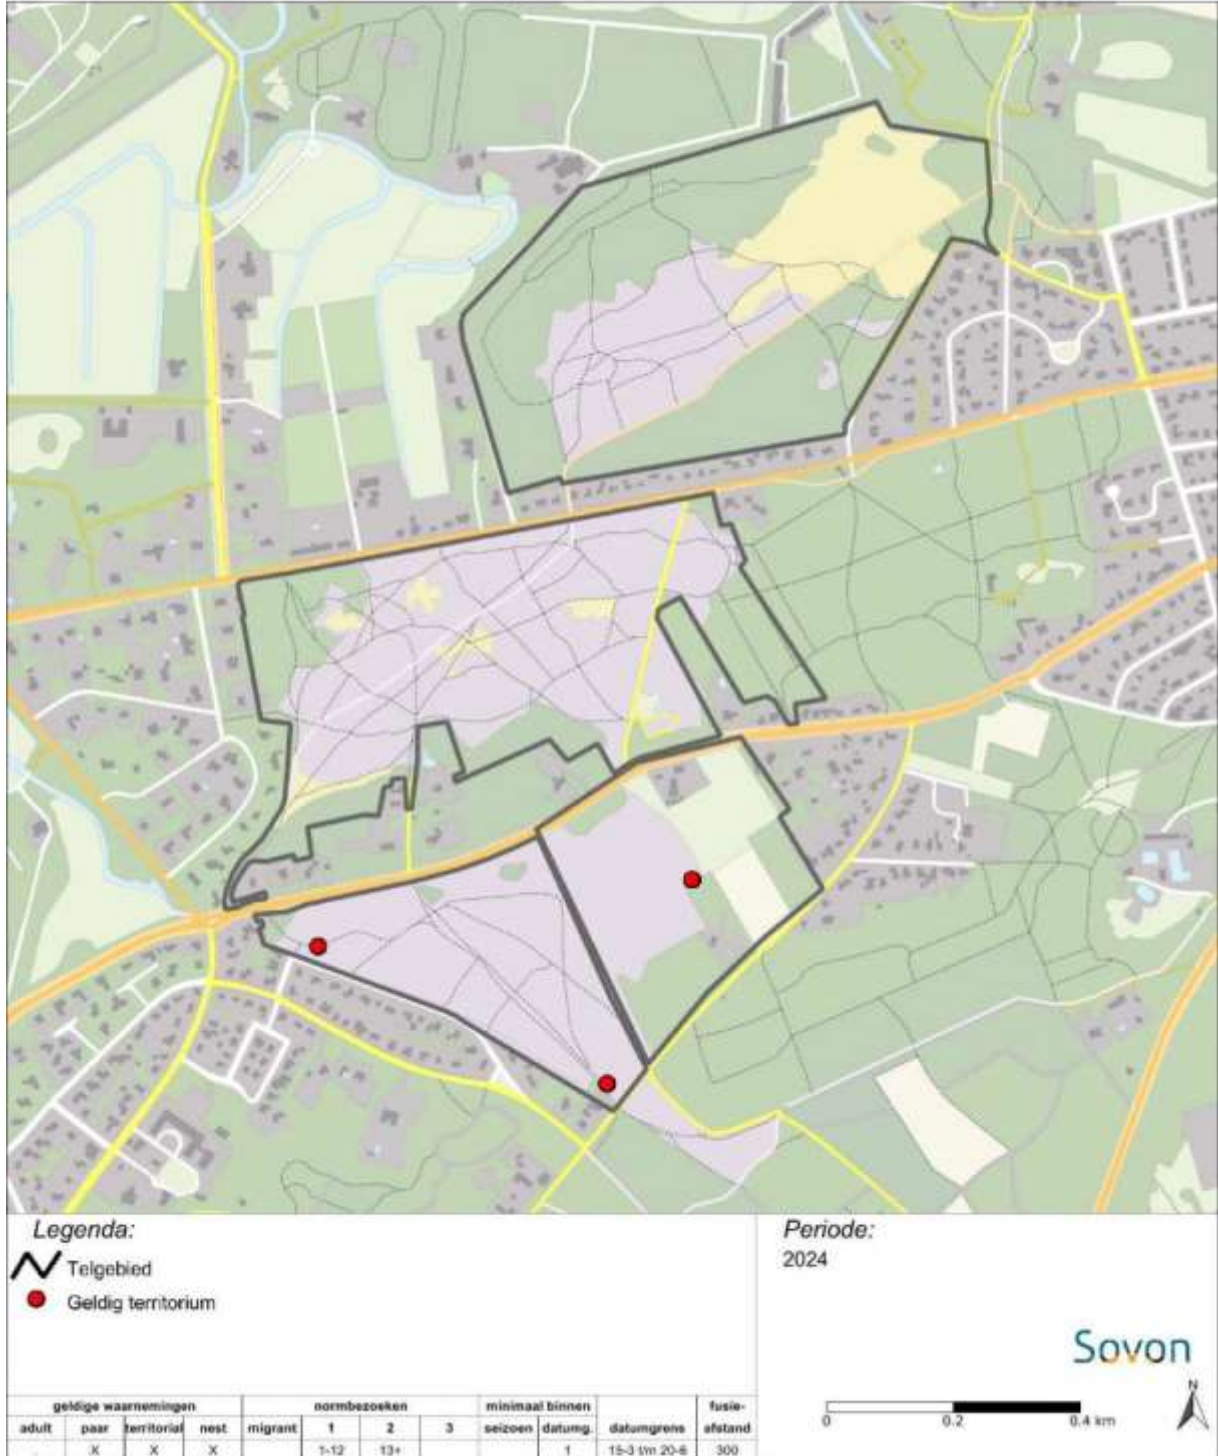 Legenda:
Telgebied
Geldig territorium
Periode:
2024
Sovon
N
0 0.2 0.4 km
geldige waarnemingen normbezoeken minimaal binnen fusie-
adult paar territorial nest migrant 1 2 3 seizoen datumg. datumgrens afstand
. X X X 1-12 13+ 1 15-3 t/m 20-6 300